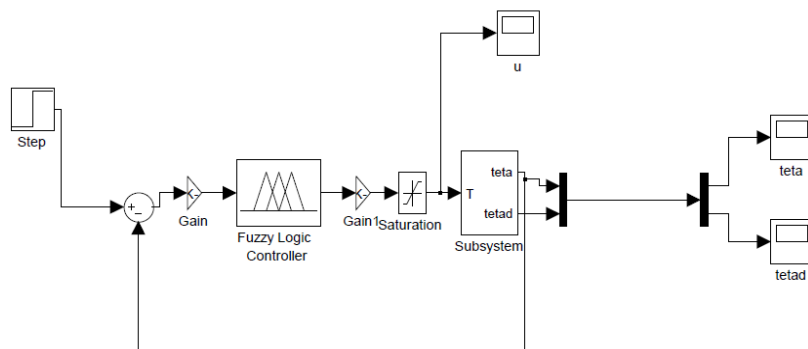 u
Step
teta
Gain
Fuzzy Logic
Controller
Gain1
Saturation
T
teta
tetad
Subsystem
tetad